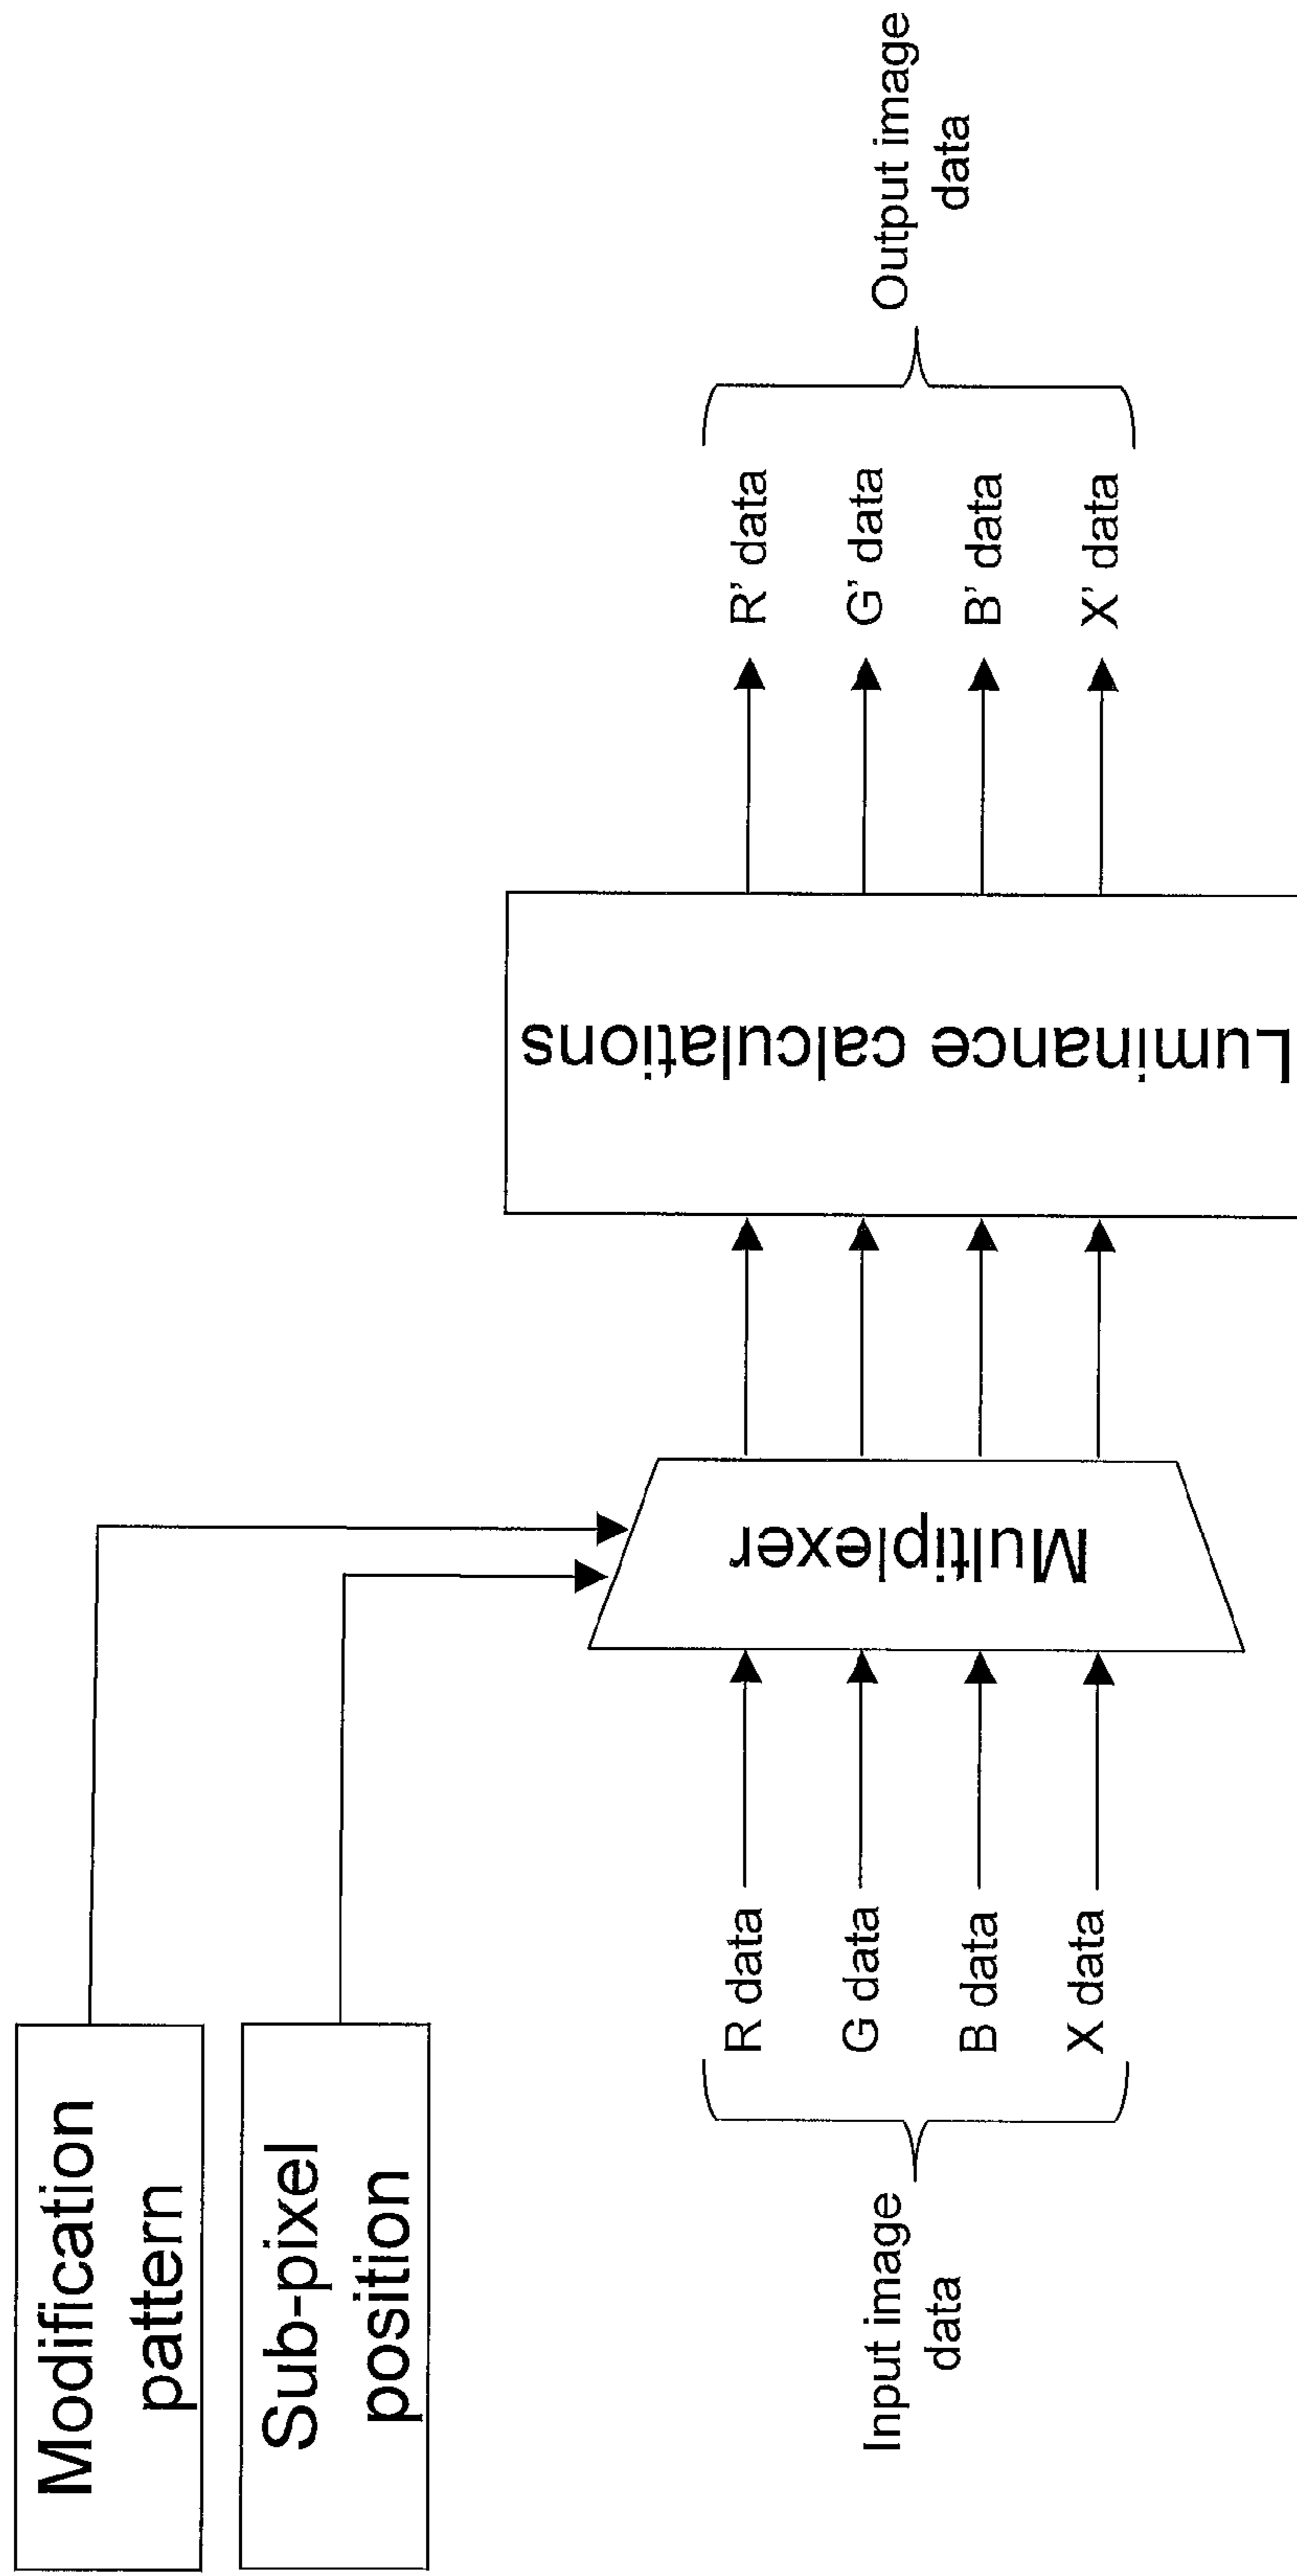 Modification
pattern
Sub-pixel
position
Input image
data
R data
G data
B data
X data
Multiplexer
Luminance calculations
R’ data
G’ data
B’ data
X’ data
Output image
data